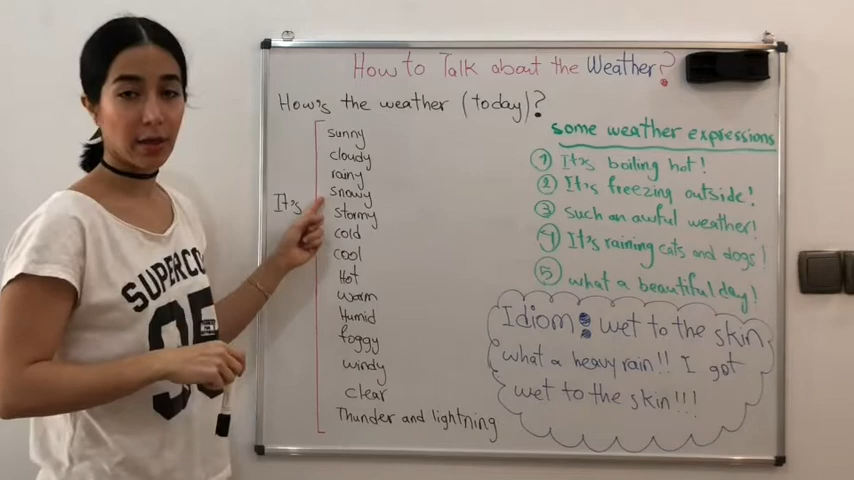 How to Talk about the Weather?
How's the weather (today)?
It's
sunny
cloudy
rainy
snowy
stormy
cold
cool
Hot
warm
Humid
foggy
windy
clear
Thunder and lightning
some weather expressions
① It's boiling hot!
② It's freezing outside!
③ such an awful weather!
④ It's raining cats and dogs!
⑤ what a beautiful day!
Idiom: wet to the skin
what a heavy rain!! I got
wet to the skin!!!
SUPERCO